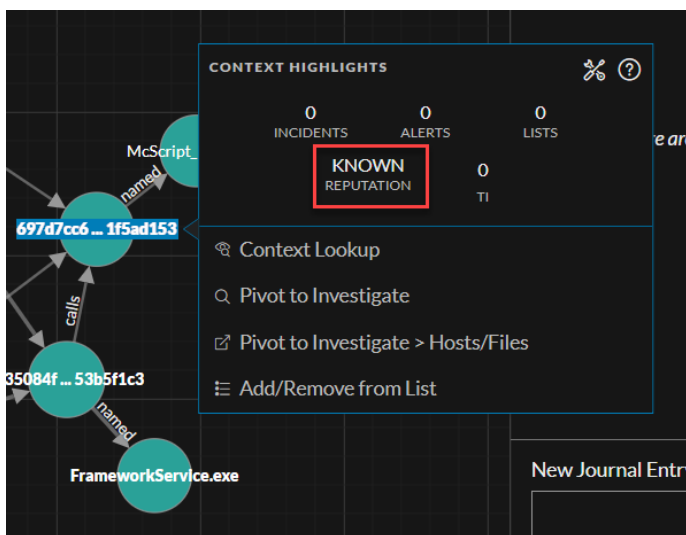 CONTEXT HIGHLIGHTS
0 0 0
INCIDENTS ALERTS LISTS
KNOWN 0
REPUTATION TI
Context Lookup
Pivot to Investigate
Pivot to Investigate > Hosts/Files
Add/Remove from List
McScript_
named
697d7cc6 ... 1f5ad153
calls
35084f ... 53b5f1c3
named
FrameworkService.exe
New Journal Entr